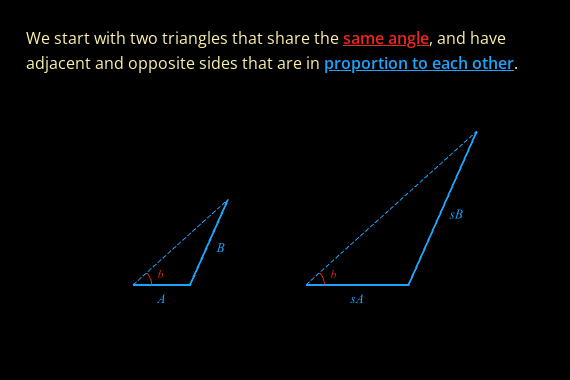 We start with two triangles that share the same angle, and have
adjacent and opposite sides that are in proportion to each other.
sB
B
b
b
A
sA